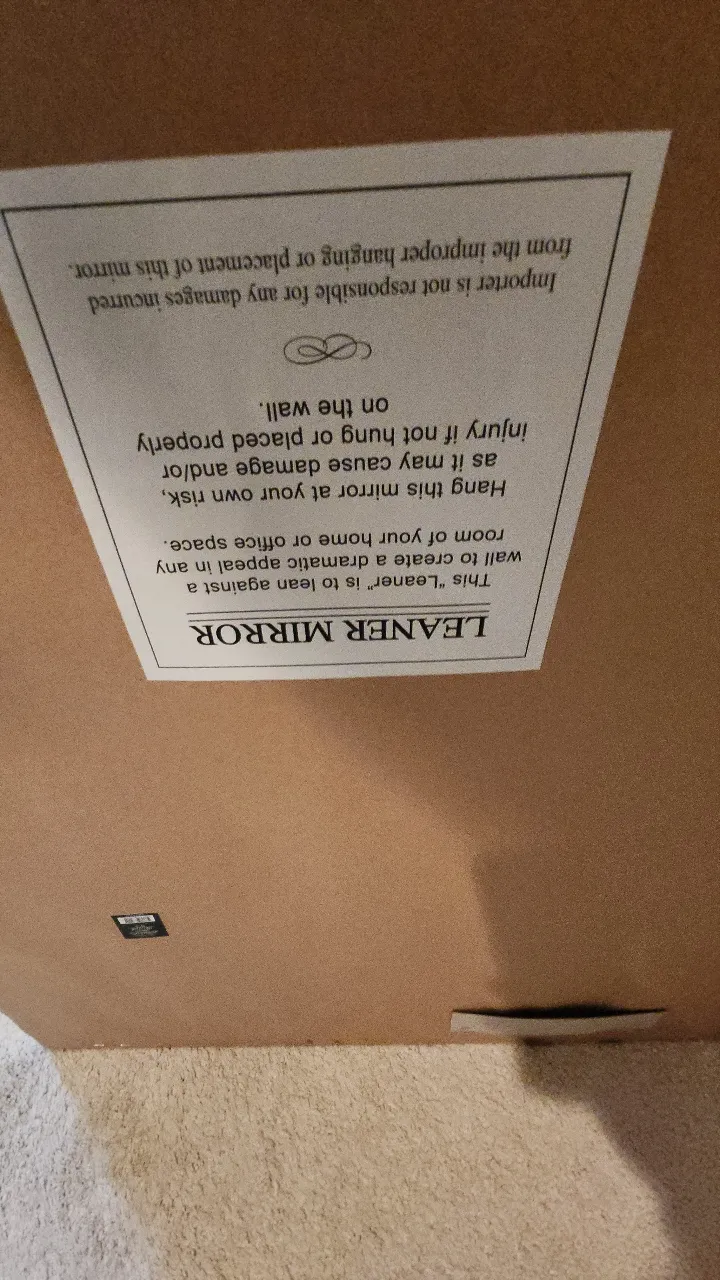 LEANER MIRROR
This "Leaner" is to lean against a
wall to create a dramatic appeal in any
room of your home or office space.
Hang this mirror at your own risk,
as it may cause damage and/or
injury if not hung or placed properly
on the wall.
Importer is not responsible for any damages incurred
from the improper hanging or placement of this mirror.